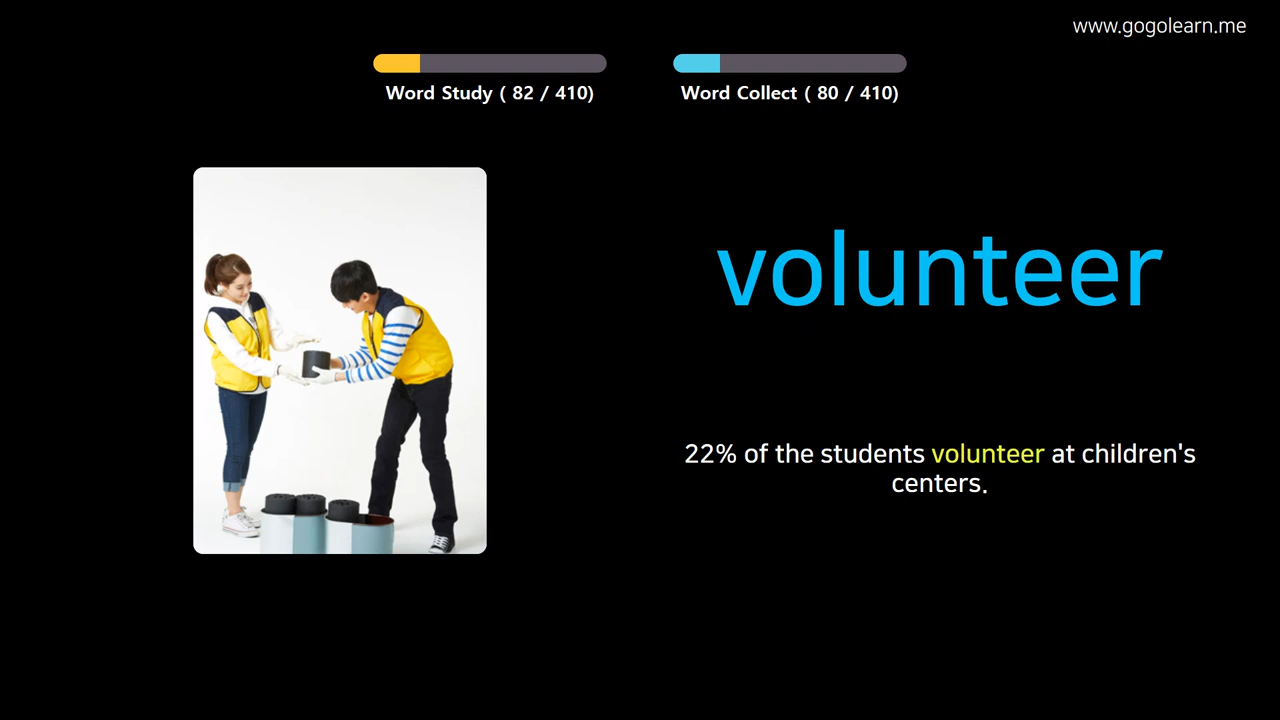 www.gogolearn.me
Word Study ( 82 / 410)
Word Collect ( 80 / 410)
volunteer
22% of the students volunteer at children's
centers.